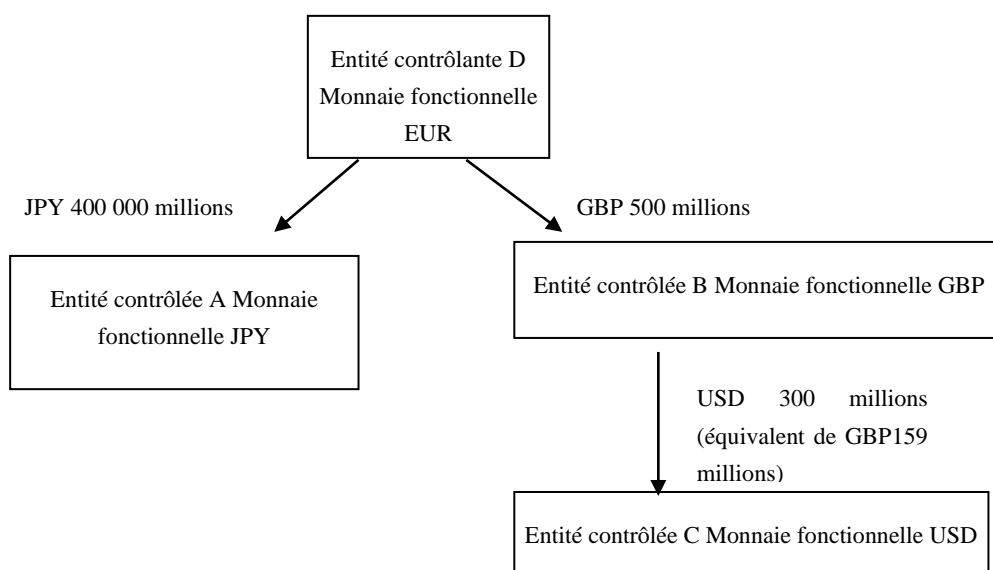 Entité contrôlante D
Monnaie fonctionnelle
EUR
JPY 400 000 millions
GBP 500 millions
Entité contrôlée A Monnaie
fonctionnelle JPY
Entité contrôlée B Monnaie fonctionnelle GBP
USD 300 millions
(équivalent de GBP159
millions)
Entité contrôlée C Monnaie fonctionnelle USD